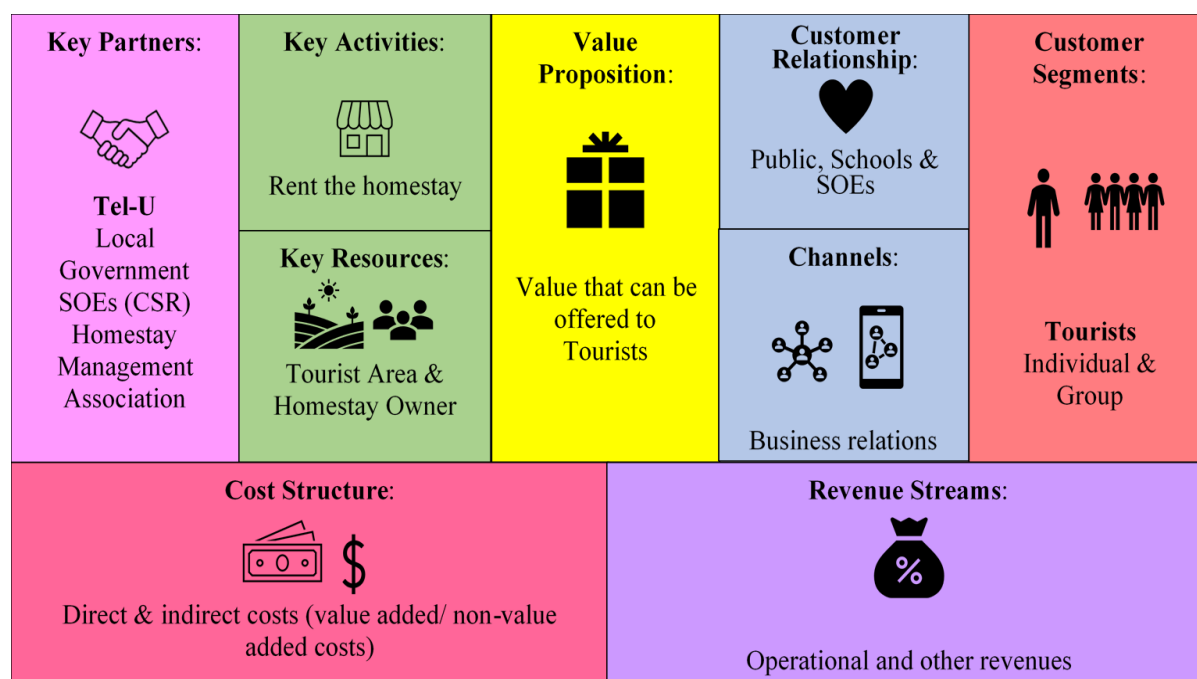 Key Partners:
Tel-U
Local
Government
SOEs (CSR)
Homestay
Management
Association
Key Activities:
Rent the homestay
Key Resources:
Tourist Area &
Homestay Owner
Value
Proposition:
Value that can be
offered to
Tourists
Customer
Relationship:
Public, Schools &
SOEs
Channels:
Business relations
Customer
Segments:
Tourists
Individual &
Group
Cost Structure:
$
Direct & indirect costs (value added/ non-value
added costs)
Revenue Streams:
%
Operational and other revenues